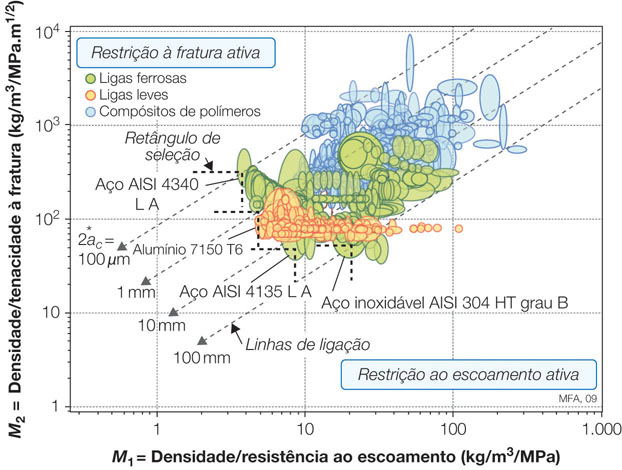 M₂ = Densidade/tenacidade à fratura (kg/m³/MPa.m^1/2)
10⁴
10³
10²
10
1
Restrição à fratura ativa
Ligas ferrosas
Ligas leves
Compósitos de polímeros
Retângulo de
seleção
Aço AISI 4340
L A
2a*c =
100 μm
Alumínio 7150 T6
1 mm
Aço AISI 4135 L A
Aço inoxidável AISI 304 HT grau B
10 mm
100 mm
Linhas de ligação
Restrição ao escoamento ativa
MFA, 09
1
10
100
1.000
M₁ = Densidade/resistência ao escoamento (kg/m³/MPa)